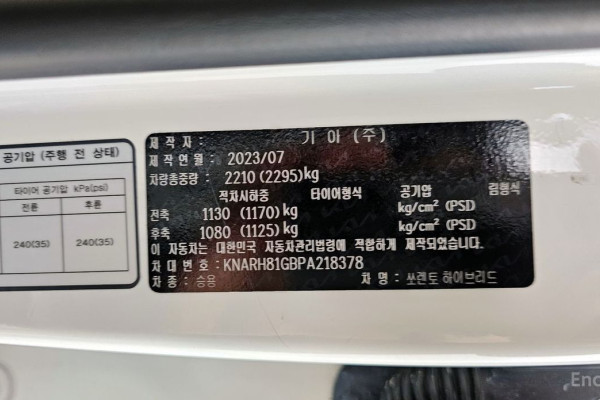 공기압 (주행 전 상태)
타이어 공기압 kPa(psi)
전륜 후륜
240(35) 240(35)
제 작 자 : 기 아 (주)
제작연월 : 2023/07
차량총중량 : 2210 (2295)kg
적차시하중 타이어형식 공기압 림형식
전축 1130 (1170)kg kg/cm² (PSI)
후축 1080 (1125)kg kg/cm² (PSI)
이 자동차는 대한민국 자동차관리법령에 적합하게 제작되었습니다.
차 대 번 호 : KNARH81GBPA218378
차 종 : 승용 차 명 : 쏘렌토 하이브리드
Enc